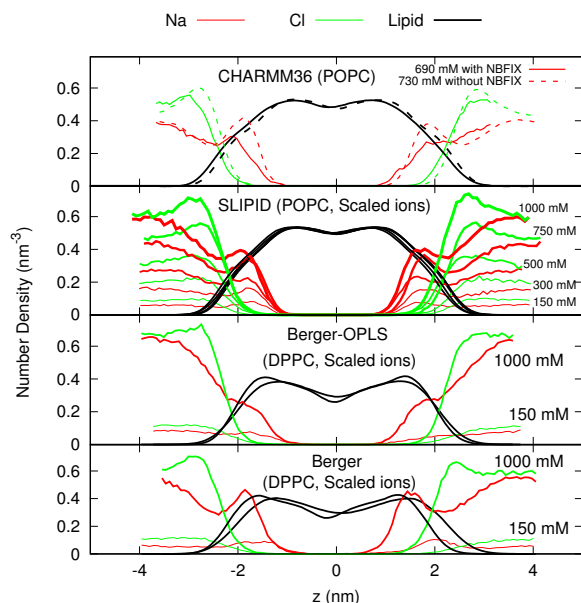 Na Cl Lipid
CHARMM36 (POPC)
690 mM with NBFIX
730 mM without NBFIX
0.6
0.4
0.2
0
SLIPID (POPC, Scaled ions)
1000 mM
750 mM
500 mM
300 mM
150 mM
0.6
0.4
0.2
0
Number Density (nm⁻³)
Berger-OPLS
(DPPC, Scaled ions)
1000 mM
150 mM
0.6
0.4
0.2
0
Berger
(DPPC, Scaled ions)
1000 mM
150 mM
0.6
0.4
0.2
0
-4 -2 0 2 4
z (nm)